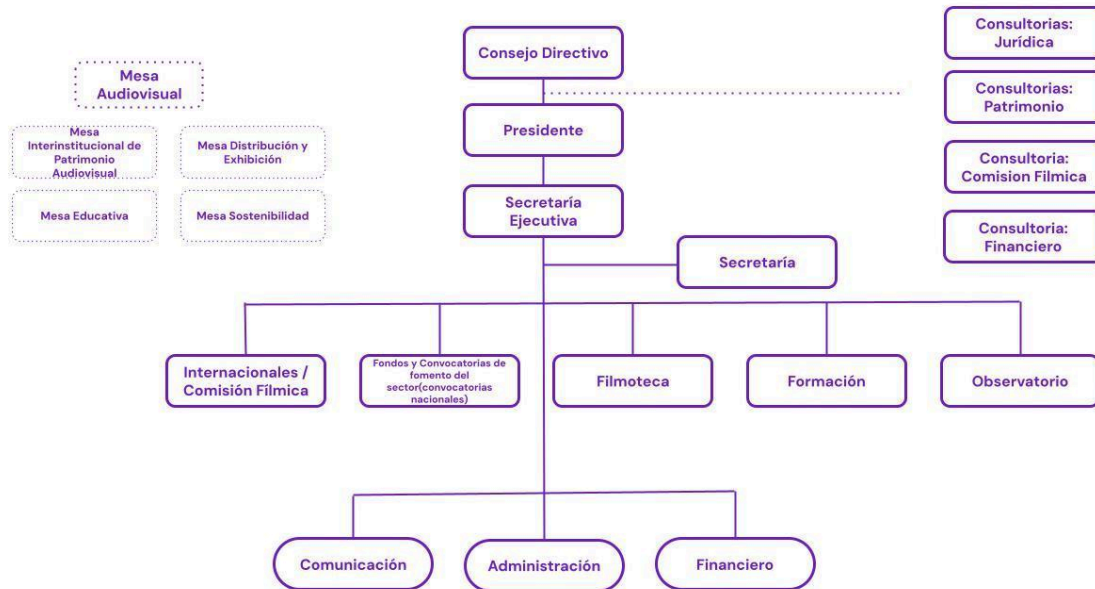 Consejo Directivo
Presidente
Secretaría
Ejecutiva
Secretaría
Mesa
Audiovisual
Mesa
Interinstitucional de
Patrimonio
Audiovisual
Mesa Distribución y
Exhibición
Mesa Educativa
Mesa Sostenibilidad
Consultorias:
Jurídica
Consultorias:
Patrimonio
Consultoria:
Comision Filmica
Consultoria:
Financiero
Internacionales /
Comisión Fílmica
Fondos y Convocatorias de
fomento del
sector(convocatorias
nacionales)
Filmoteca
Formación
Observatorio
Comunicación
Administración
Financiero